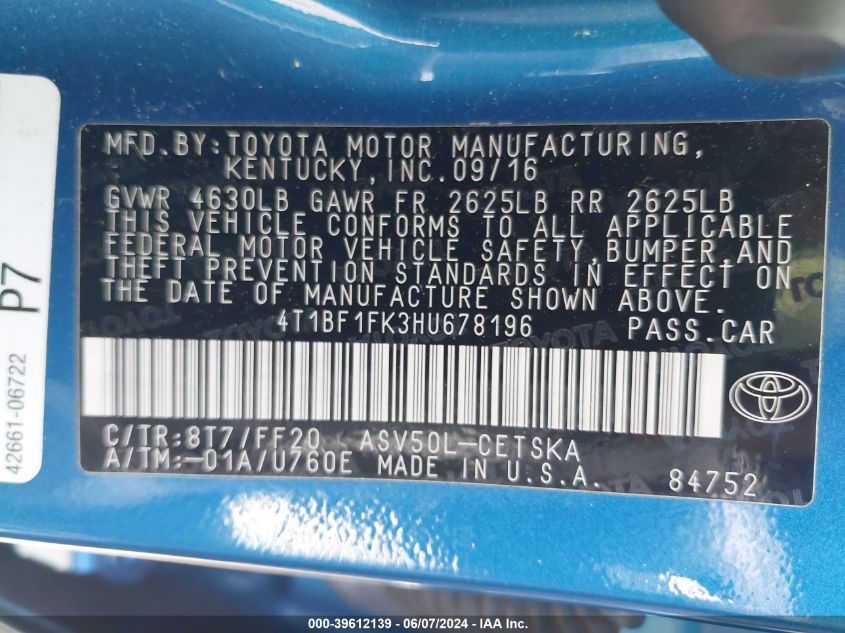 MFD.BY:TOYOTA MOTOR MANUFACTURING,
KENTUCKY, INC.09/16
GVWR 4630LB GAWR FR 2625LB RR 2625LB
THIS VEHICLE CONFORMS TO ALL APPLICABLE
FEDERAL MOTOR VEHICLE SAFETY,BUMPER,AND
THEFT PREVENTION STANDARDS IN EFFECT ON
THE DATE OF MANUFACTURE SHOWN ABOVE.
4T1BF1FK3HU678196 PASS.CAR
C/TR:8T7/FF20 ASV50L-CETSKA
A/TM:-01A/U760E MADE IN U.S.A.
84752
P7
42661-06722
000-39612139 - 06/07/2024 - IAAI.com